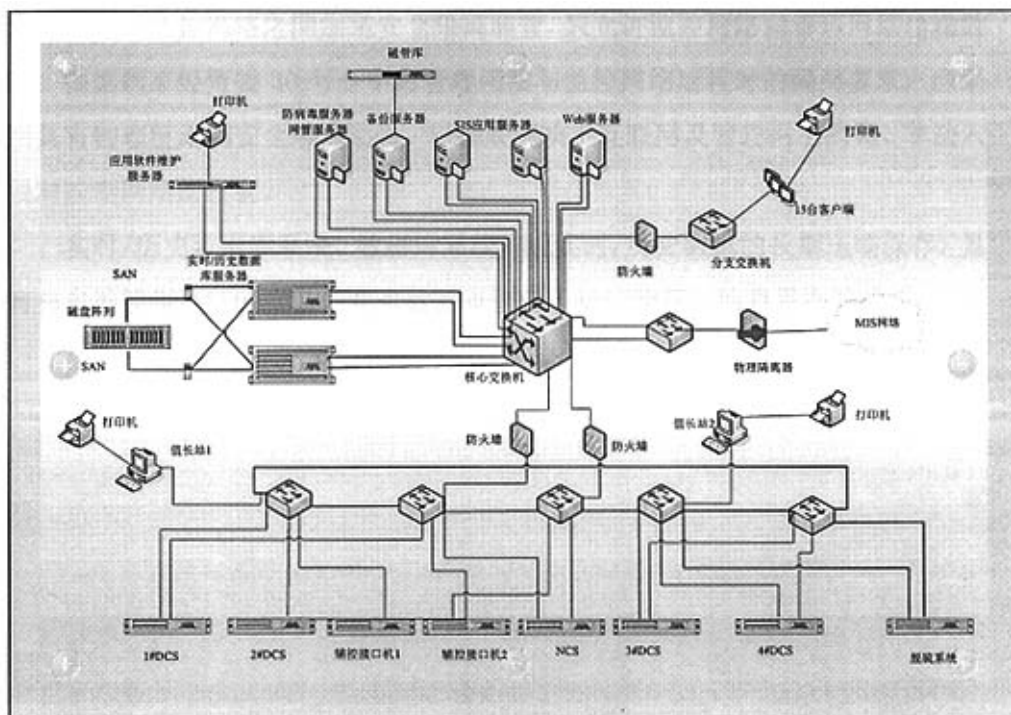 磁带库
打印机
防病毒服务器
网管服务器
备份服务器
SIS应用服务器
Web服务器
打印机
应用软件维护
服务器
15台客户端
防火墙
分支交换机
实时/历史数据
库服务器
SAN
磁盘阵列
SAN
MIS网络
物理隔离器
核心交换机
打印机
值长站1
防火墙
防火墙
值长站2
打印机
1#DCS
2#DCS
辅控接口机1
辅控接口机2
NCS
3#DCS
4#DCS
脱硫系统